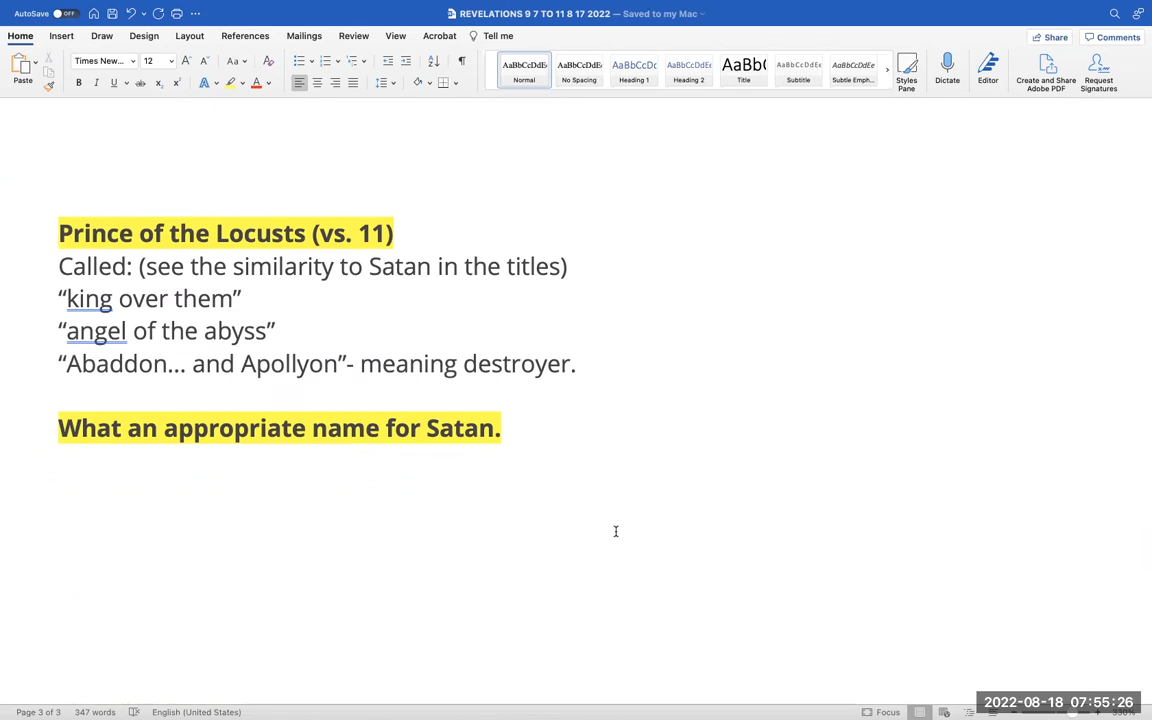 AutoSave OFF
REVELATIONS 9 7 TO 11 8 17 2022 — Saved to my Mac
Home Insert Draw Design Layout References Mailings Review View Acrobat Tell me
Share Comments
Paste
Times New... 12
Aa
AaBbCcDdEe AaBbCcDdEe AaBbCcDc AaBbCcDdEe AaBb( AaBbCcDdEe AaBbCcDdEe
Normal No Spacing Heading 1 Heading 2 Title Subtitle Subtle Emph...
Styles Pane
Dictate
Editor
Create and Share Adobe PDF
Request Signatures
Prince of the Locusts (vs. 11)
Called: (see the similarity to Satan in the titles)
“king over them”
“angel of the abyss”
“Abaddon... and Apollyon”- meaning destroyer.
What an appropriate name for Satan.
Page 3 of 3 347 words English (United States)
Focus
2022-08-18 07:55:26